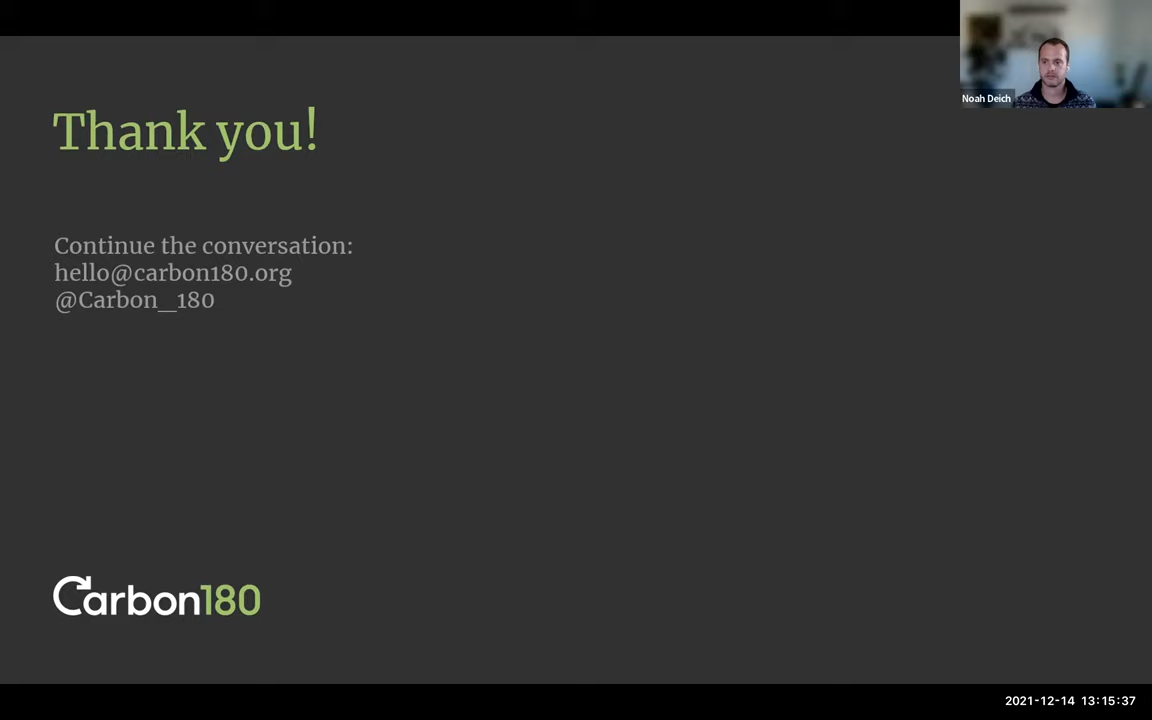 Thank you!
Noah Deich
Continue the conversation:
hello@carbon180.org
@Carbon_180
Carbon180
2021-12-14 13:15:37